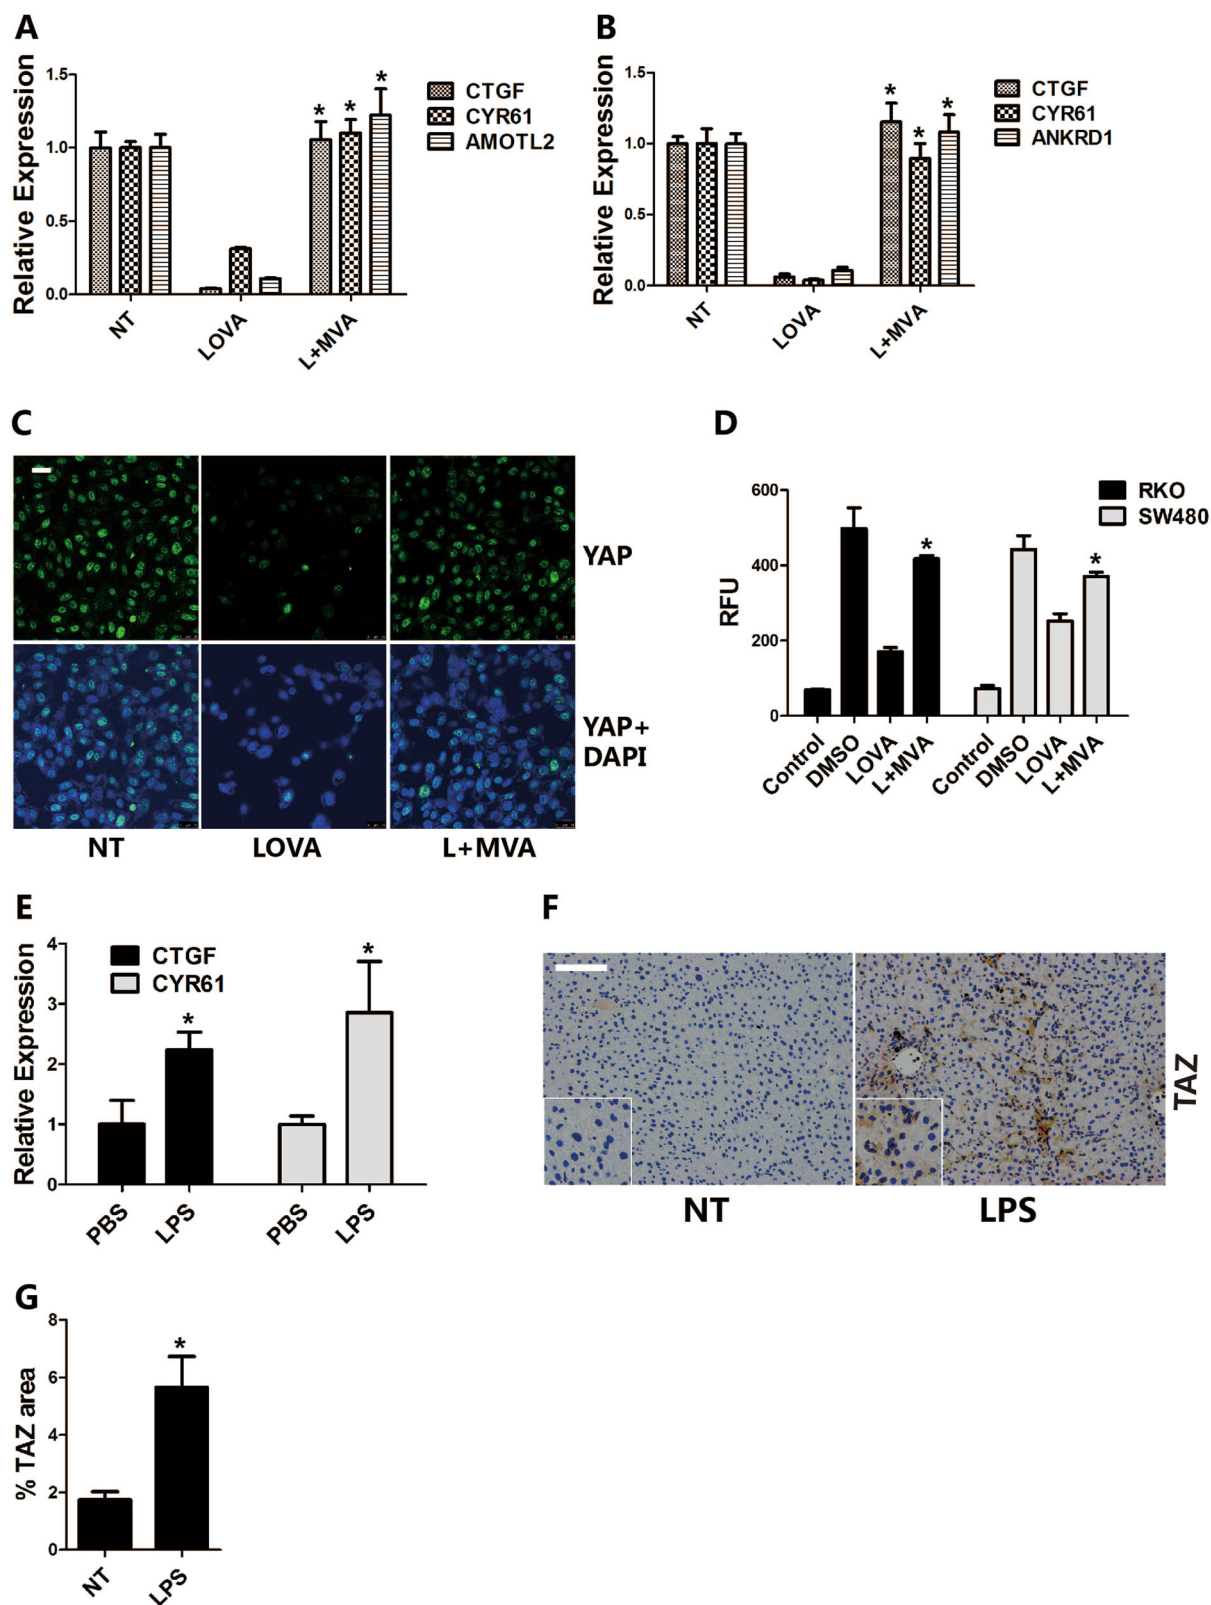 A
Relative Expression
1.5
1.0
0.5
0.0
NT
LOVA
L+MVA
* * *
CTGF
CYR61
AMOTL2
B
Relative Expression
1.5
1.0
0.5
0.0
NT
LOVA
L+MVA
* * *
CTGF
CYR61
ANKRD1
C
YAP
YAP+
DAPI
NT LOVA L+MVA
D
RFU
600
400
200
0
* *
RKO
SW480
Control DMSO LOVA L+MVA Control DMSO LOVA L+MVA
E
Relative Expression
4
3
2
1
0
CTGF
CYR61
* *
PBS LPS PBS LPS
F
TAZ
NT LPS
G
% TAZ area
8
6
4
2
0
*
NT LPS